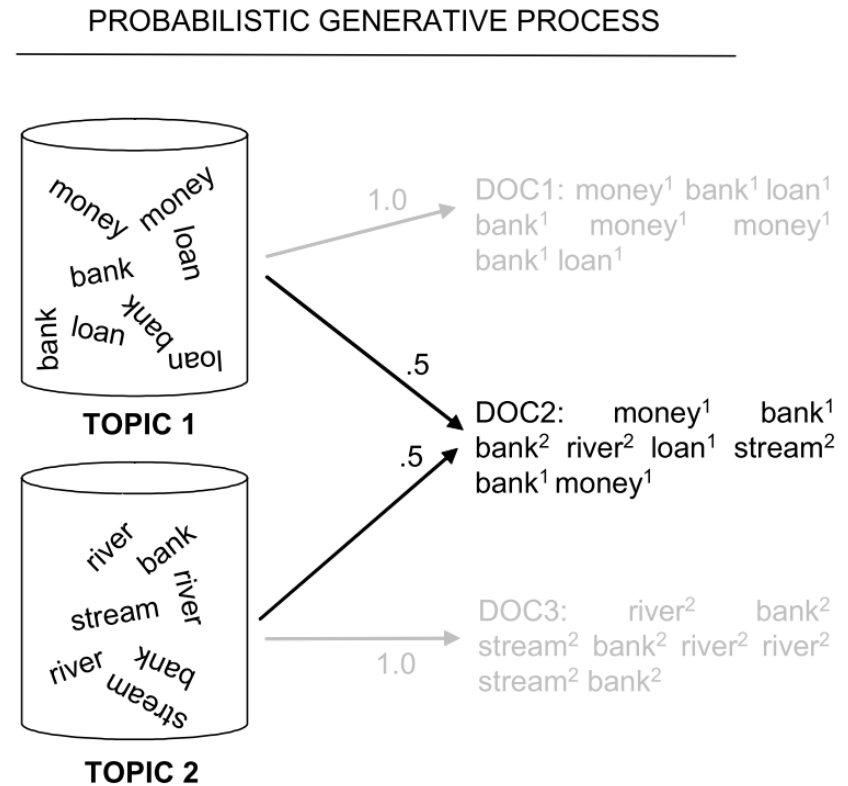 PROBABILISTIC GENERATIVE PROCESS
money
money
loan
bank
bank
loan
bank
loan
TOPIC 1
river
bank
river
stream
river
bank
stream
TOPIC 2
1.0
.5
.5
1.0
DOC1: money¹ bank¹ loan¹
bank¹ money¹ money¹
bank¹ loan¹
DOC2: money¹ bank¹
bank² river² loan¹ stream²
bank¹ money¹
DOC3: river² bank²
stream² bank² river² river²
stream² bank²